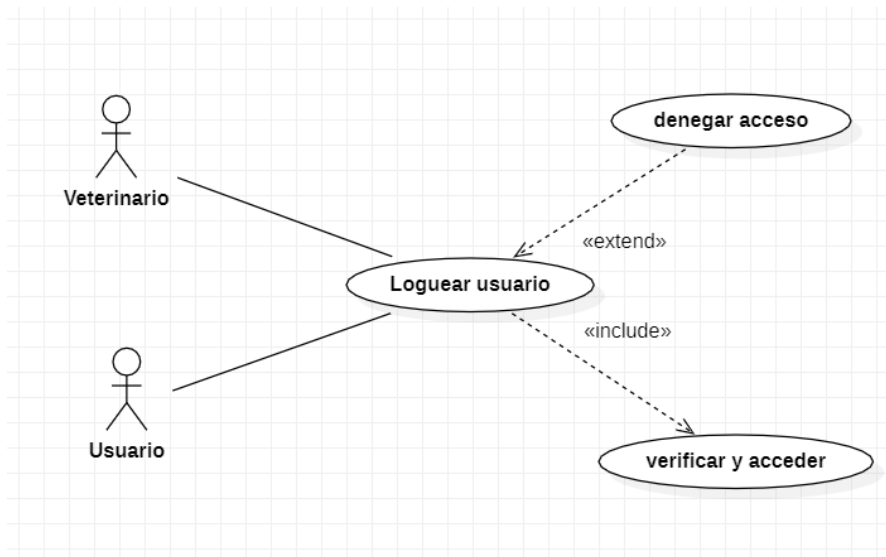 denegar acceso
Veterinario
«extend»
Loguear usuario
«include»
Usuario
verificar y acceder